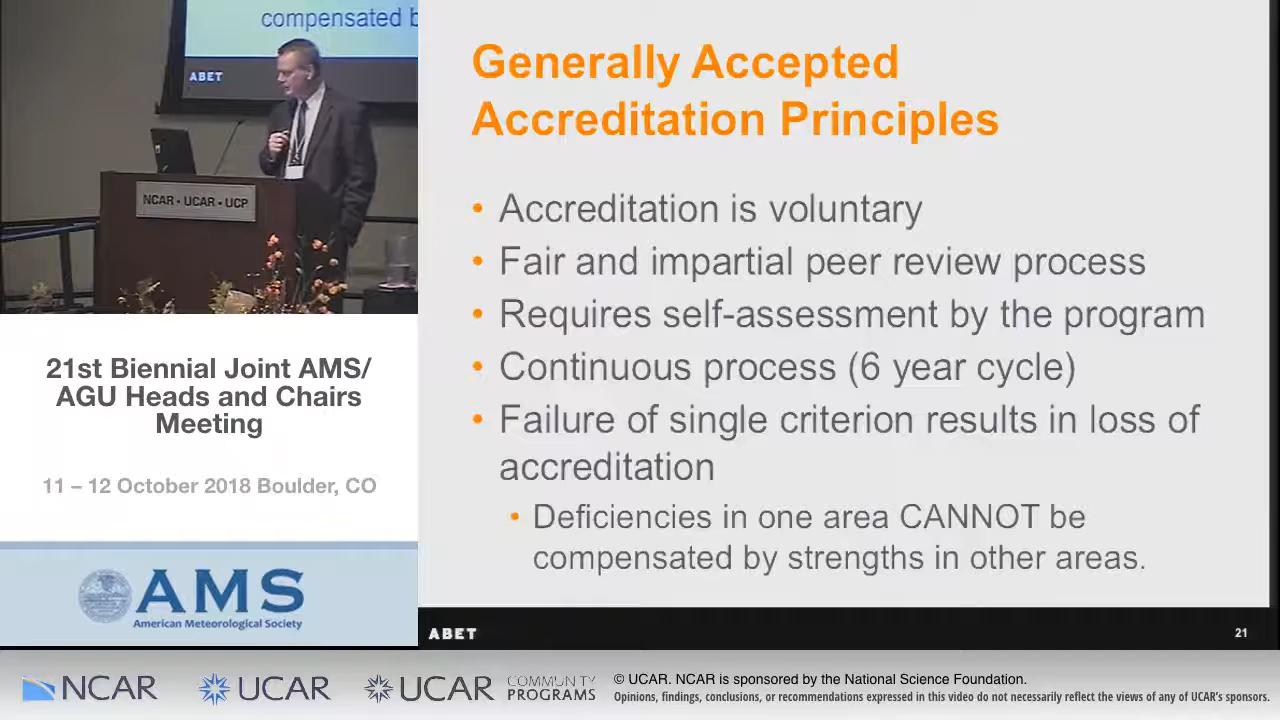 compensated b
ABET
NCAR • UCAR • UCP
21st Biennial Joint AMS/
AGU Heads and Chairs
Meeting
11 – 12 October 2018 Boulder, CO
AMS
American Meteorological Society
Generally Accepted
Accreditation Principles
• Accreditation is voluntary
• Fair and impartial peer review process
• Requires self-assessment by the program
• Continuous process (6 year cycle)
• Failure of single criterion results in loss of
accreditation
• Deficiencies in one area CANNOT be
compensated by strengths in other areas.
ABET
21
NCAR
UCAR
UCAR
COMMUNITY
PROGRAMS
© UCAR. NCAR is sponsored by the National Science Foundation.
Opinions, findings, conclusions, or recommendations expressed in this video do not necessarily reflect the views of any of UCAR's sponsors.